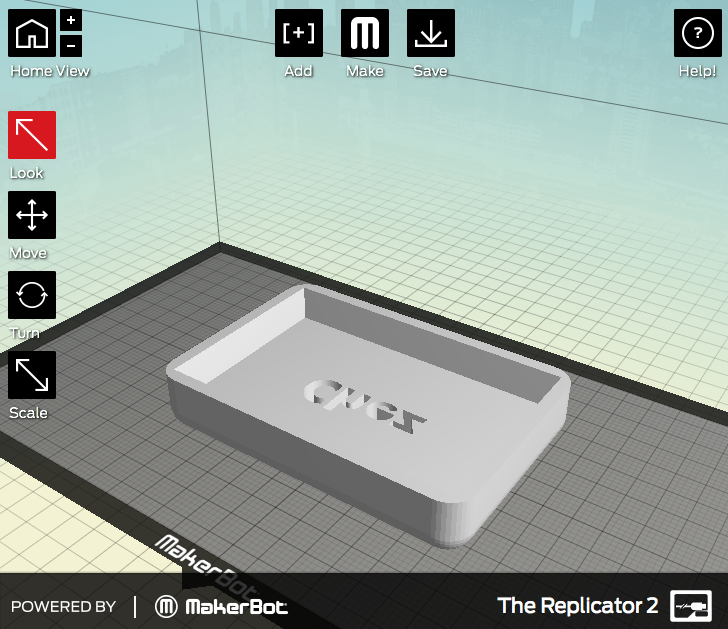 +
-
[+]
?
Home View
Add
Make
Save
Help!
Look
Move
Turn
Scale
MakerBot
POWERED BY
MakerBot
The Replicator 2